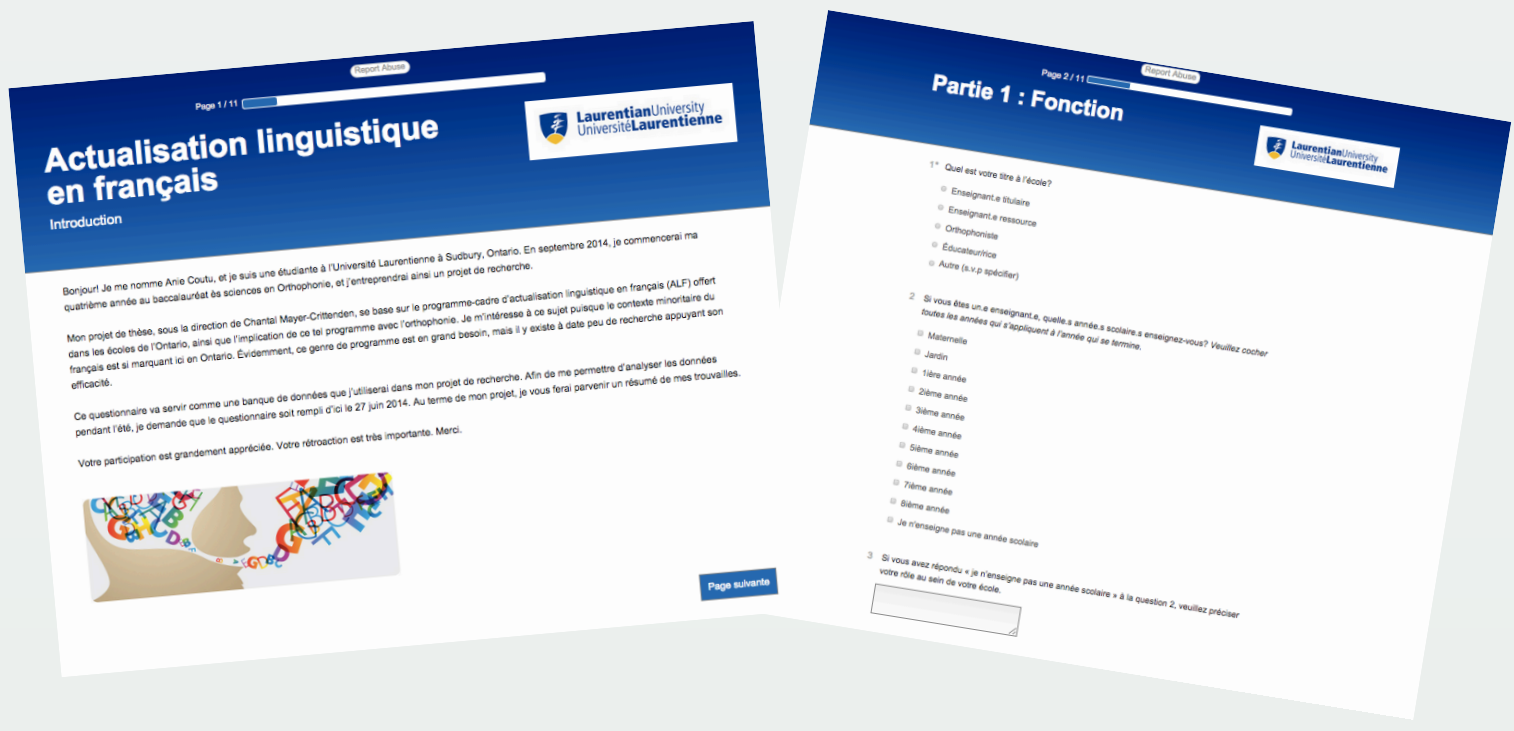 Report Abuse
Page 1 / 11
Actualisation linguistique
en français
Introduction
LaurentianUniversity
UniversitéLaurentienne
Bonjour! Je me nomme Anie Coutu, et je suis une étudiante à l'Université Laurentienne à Sudbury, Ontario. En septembre 2014, je commencerai ma
quatrième année au baccalauréat ès sciences en Orthophonie, et j'entreprendrai ainsi un projet de recherche.
Mon projet de thèse, sous la direction de Chantal Mayer-Crittenden, se base sur le programme-cadre d'actualisation linguistique en français (ALF) offert
dans les écoles de l'Ontario, ainsi que l'implication de ce tel programme avec l'orthophonie. Je m'intéresse à ce sujet puisque le contexte minoritaire du
français est si marquant ici en Ontario. Évidemment, ce genre de programme est en grand besoin, mais il y existe à date peu de recherche appuyant son
efficacité.
Ce questionnaire va servir comme une banque de données que j'utiliserai dans mon projet de recherche. Afin de me permettre d'analyser les données
pendant l'été, je demande que le questionnaire soit rempli d'ici le 27 juin 2014. Au terme de mon projet, je vous ferai parvenir un résumé de mes trouvailles.
Votre participation est grandement appréciée. Votre rétroaction est très importante. Merci.
Page suivante
Report Abuse
Page 2 / 11
Partie 1 : Fonction
LaurentianUniversity
UniversitéLaurentienne
1* Quel est votre titre à l'école?
Enseignant.e titulaire
Enseignant.e ressource
Orthophoniste
Éducateur/rice
Autre (s.v.p spécifier)
2 Si vous êtes un.e enseignant.e, quelle.s année.s scolaire.s enseignez-vous? Veuillez cocher
toutes les années qui s'appliquent à l'année qui se termine.
Maternelle
Jardin
1ière année
2ième année
3ième année
4ième année
5ième année
6ième année
7ième année
8ième année
Je n'enseigne pas une année scolaire
3 Si vous avez répondu « je n'enseigne pas une année scolaire » à la question 2, veuillez préciser
votre rôle au sein de votre école.